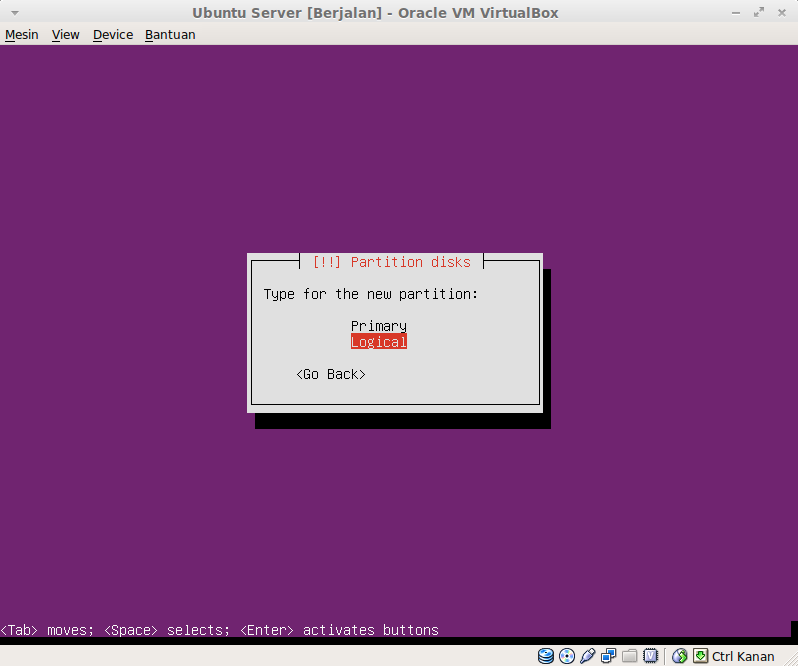 Ubuntu Server [Berjalan] - Oracle VM VirtualBox
Mesin View Device Bantuan
[!!] Partition disks
Type for the new partition:
Primary
Logical
<Go Back>
<Tab> moves; <Space> selects; <Enter> activates buttons
Ctrl Kanan